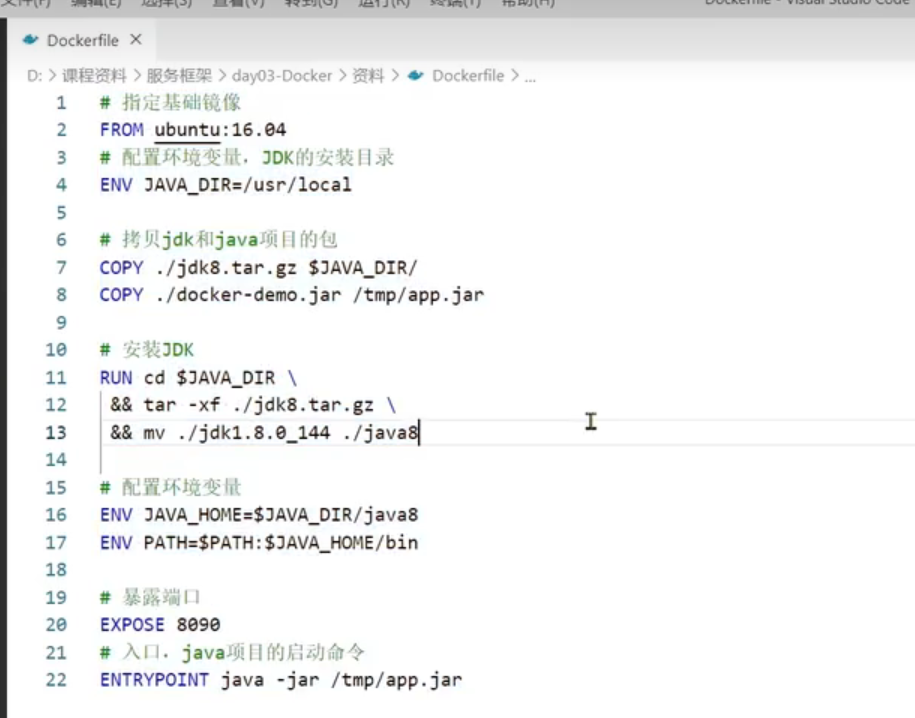 文件(F) 编辑(E) 选择(S) 查看(V) 转到(G) 运行(R) 终端(T) 帮助(H) Dockerfile - Visual Studio Code
Dockerfile ×
D: > 课程资料 > 服务框架 > day03-Docker > 资料 > Dockerfile > ...
1 # 指定基础镜像
2 FROM ubuntu:16.04
3 # 配置环境变量，JDK的安装目录
4 ENV JAVA_DIR=/usr/local
5
6 # 拷贝jdk和java项目的包
7 COPY ./jdk8.tar.gz $JAVA_DIR/
8 COPY ./docker-demo.jar /tmp/app.jar
9
10 # 安装JDK
11 RUN cd $JAVA_DIR \
12 && tar -xf ./jdk8.tar.gz \
13 && mv ./jdk1.8.0_144 ./java8
14
15 # 配置环境变量
16 ENV JAVA_HOME=$JAVA_DIR/java8
17 ENV PATH=$PATH:$JAVA_HOME/bin
18
19 # 暴露端口
20 EXPOSE 8090
21 # 入口，java项目的启动命令
22 ENTRYPOINT java -jar /tmp/app.jar